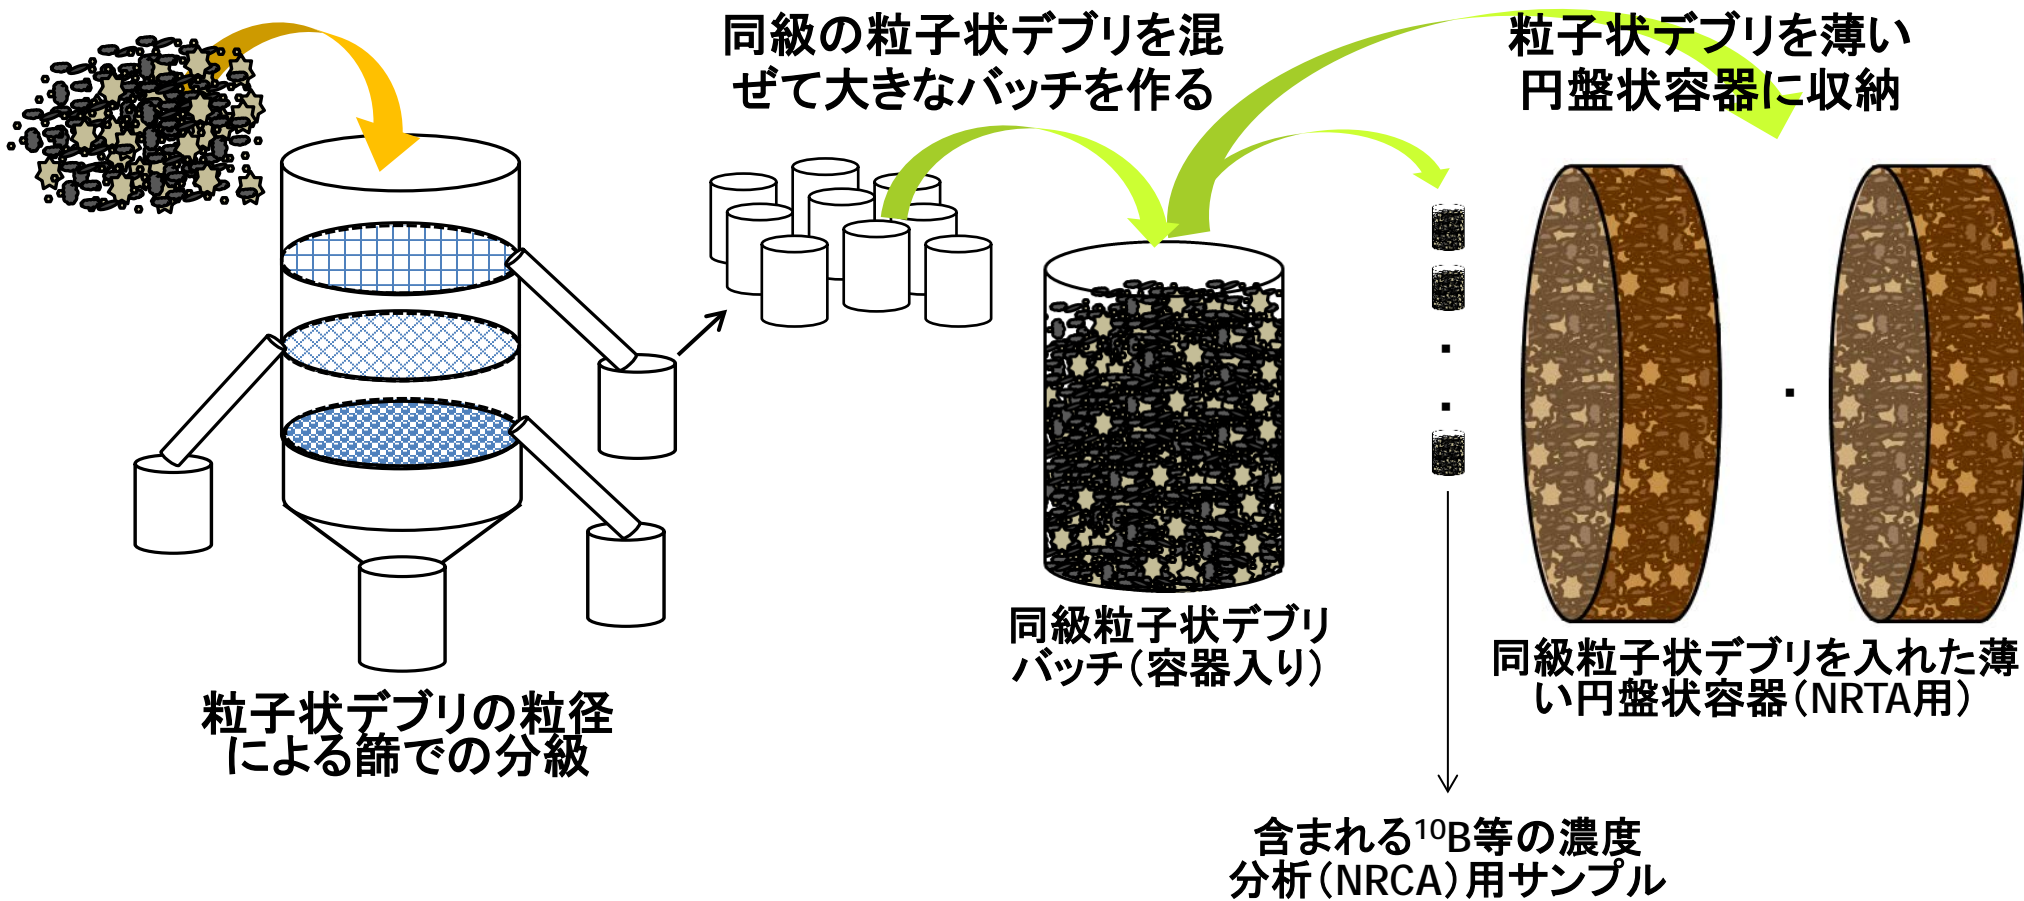 同級の粒子状デブリを混
ぜて大きなバッチを作る
粒子状デブリを薄い
円盤状容器に収納
同級粒子状デブリ
バッチ（容器入り）
同級粒子状デブリを入れた薄
い円盤状容器（NRTA用）
粒子状デブリの粒径
による篩での分級
含まれる¹⁰B等の濃度
分析（NRCA）用サンプル